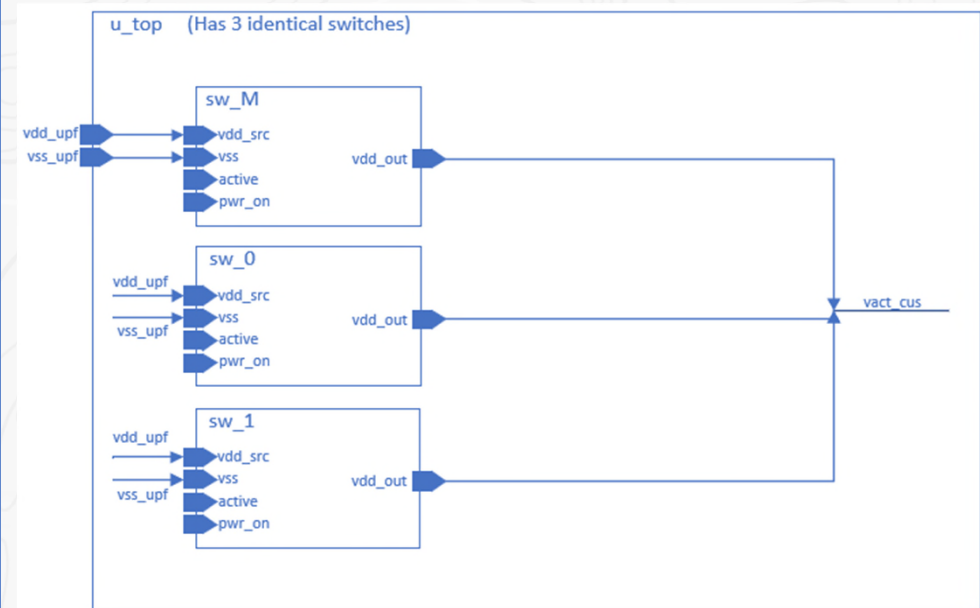 u_top (Has 3 identical switches)
sw_M
vdd_upf
vdd_src
vss_upf
vss
vdd_out
active
pwr_on
sw_0
vdd_upf
vdd_src
vss
vss_upf
vdd_out
active
pwr_on
vact_cus
sw_1
vdd_upf
vdd_src
vss
vss_upf
vdd_out
active
pwr_on